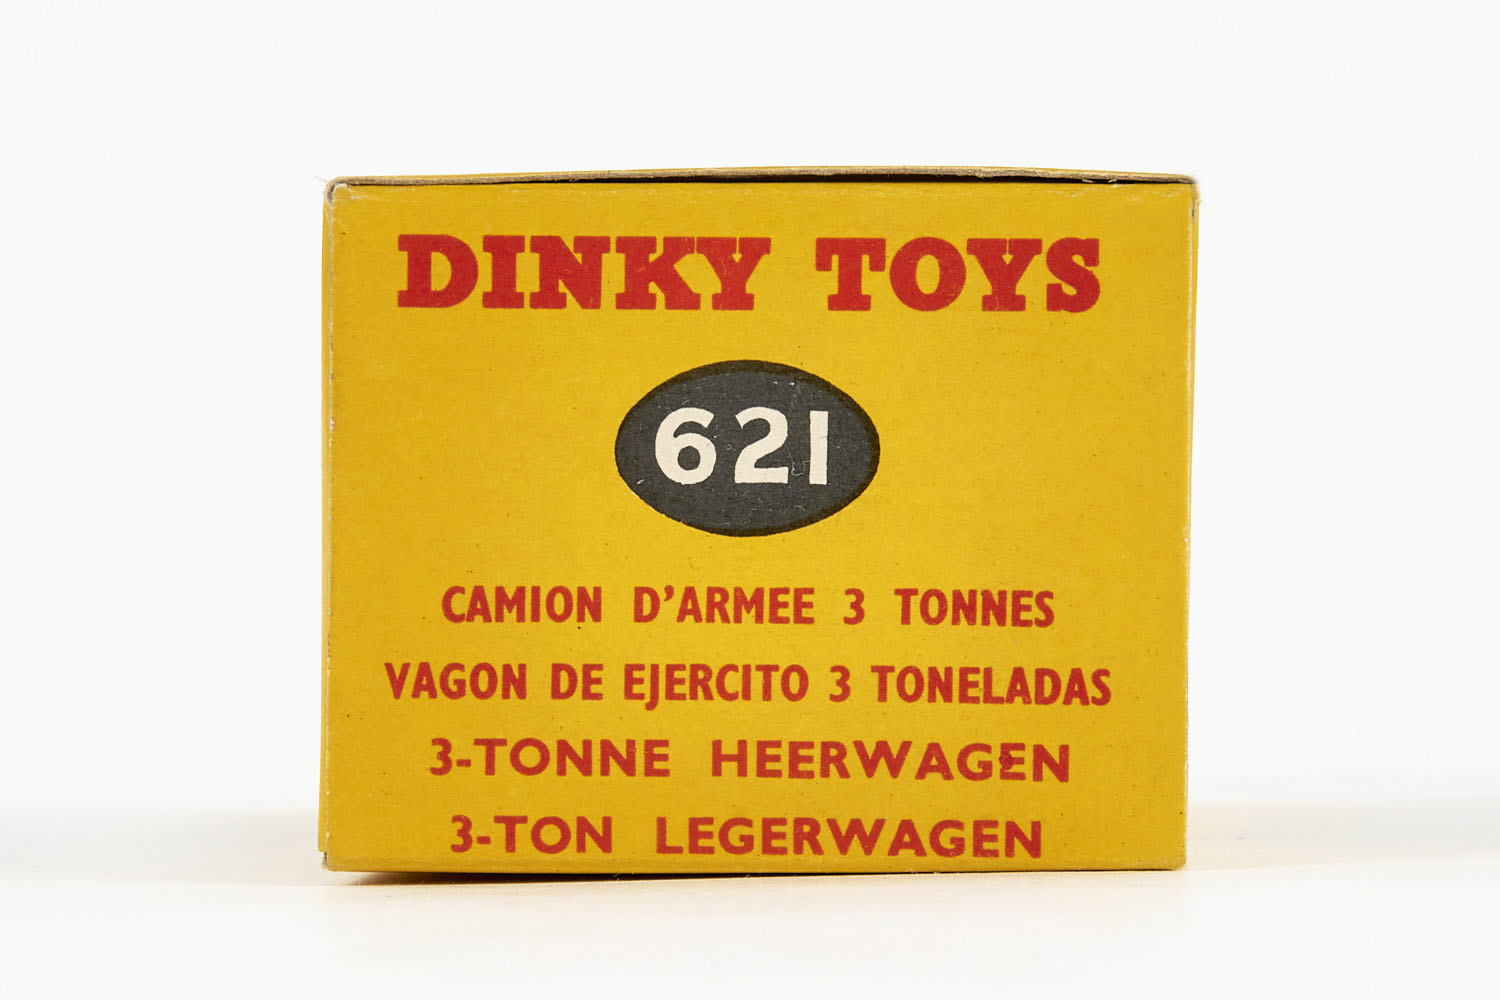 DINKY TOYS
621
CAMION D'ARMEE 3 TONNES
VAGON DE EJERCITO 3 TONELADAS
3-TONNE HEERWAGEN
3-TON LEGERWAGEN